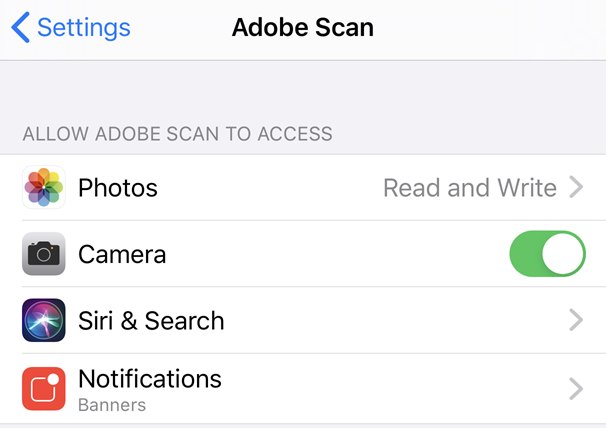 Settings
Adobe Scan
ALLOW ADOBE SCAN TO ACCESS
Photos Read and Write
Camera
Siri & Search
Notifications
Banners